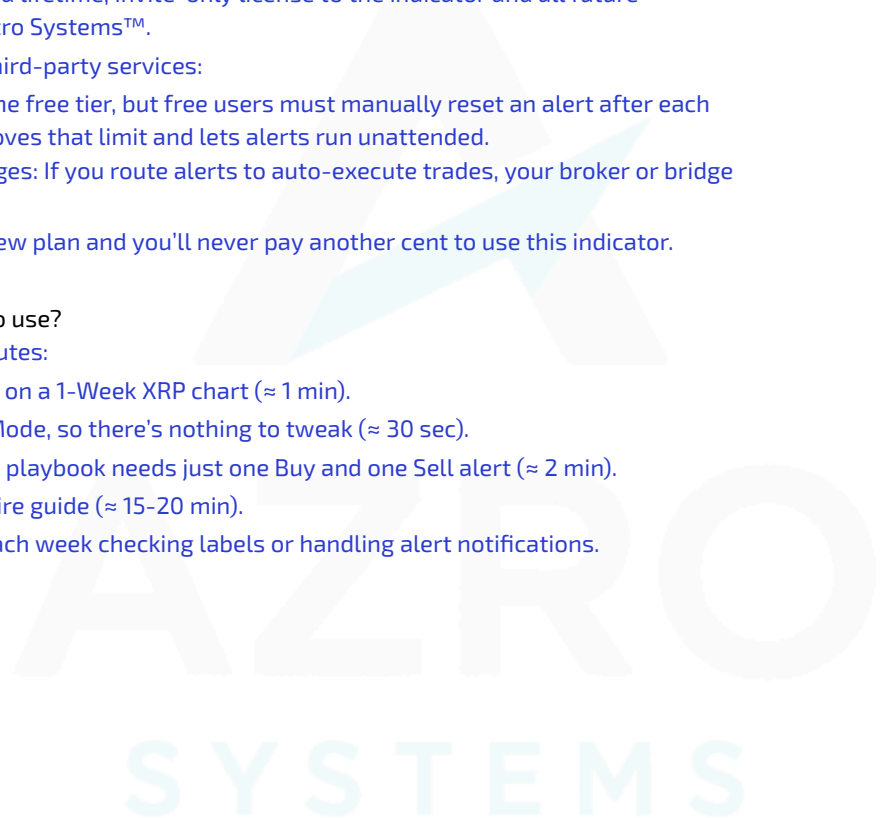 lifetime, invite-only license to the indicator and all future
ro Systems™.
ird-party services:
e free tier, but free users must manually reset an alert after each
oves that limit and lets alerts run unattended.
ges: If you route alerts to auto-execute trades, your broker or bridge
ew plan and you'll never pay another cent to use this indicator.
o use?
utes:
on a 1-Week XRP chart (≈ 1 min).
Mode, so there's nothing to tweak (≈ 30 sec).
playbook needs just one Buy and one Sell alert (≈ 2 min).
ire guide (≈ 15-20 min).
ach week checking labels or handling alert notifications.
AZRO
SYSTEMS